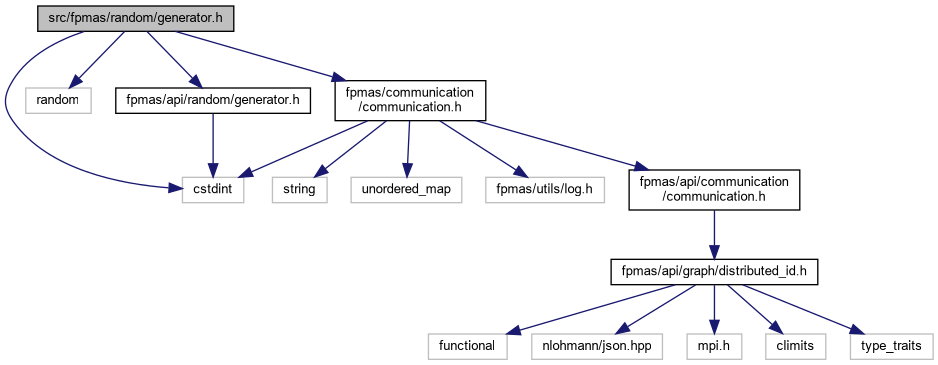 src/fpmas/random/generator.h
random
fpmas/api/random/generator.h
fpmas/communication
/communication.h
cstdint
string
unordered_map
fpmas/utils/log.h
fpmas/api/communication
/communication.h
fpmas/api/graph/distributed_id.h
functional
nlohmann/json.hpp
mpi.h
climits
type_traits